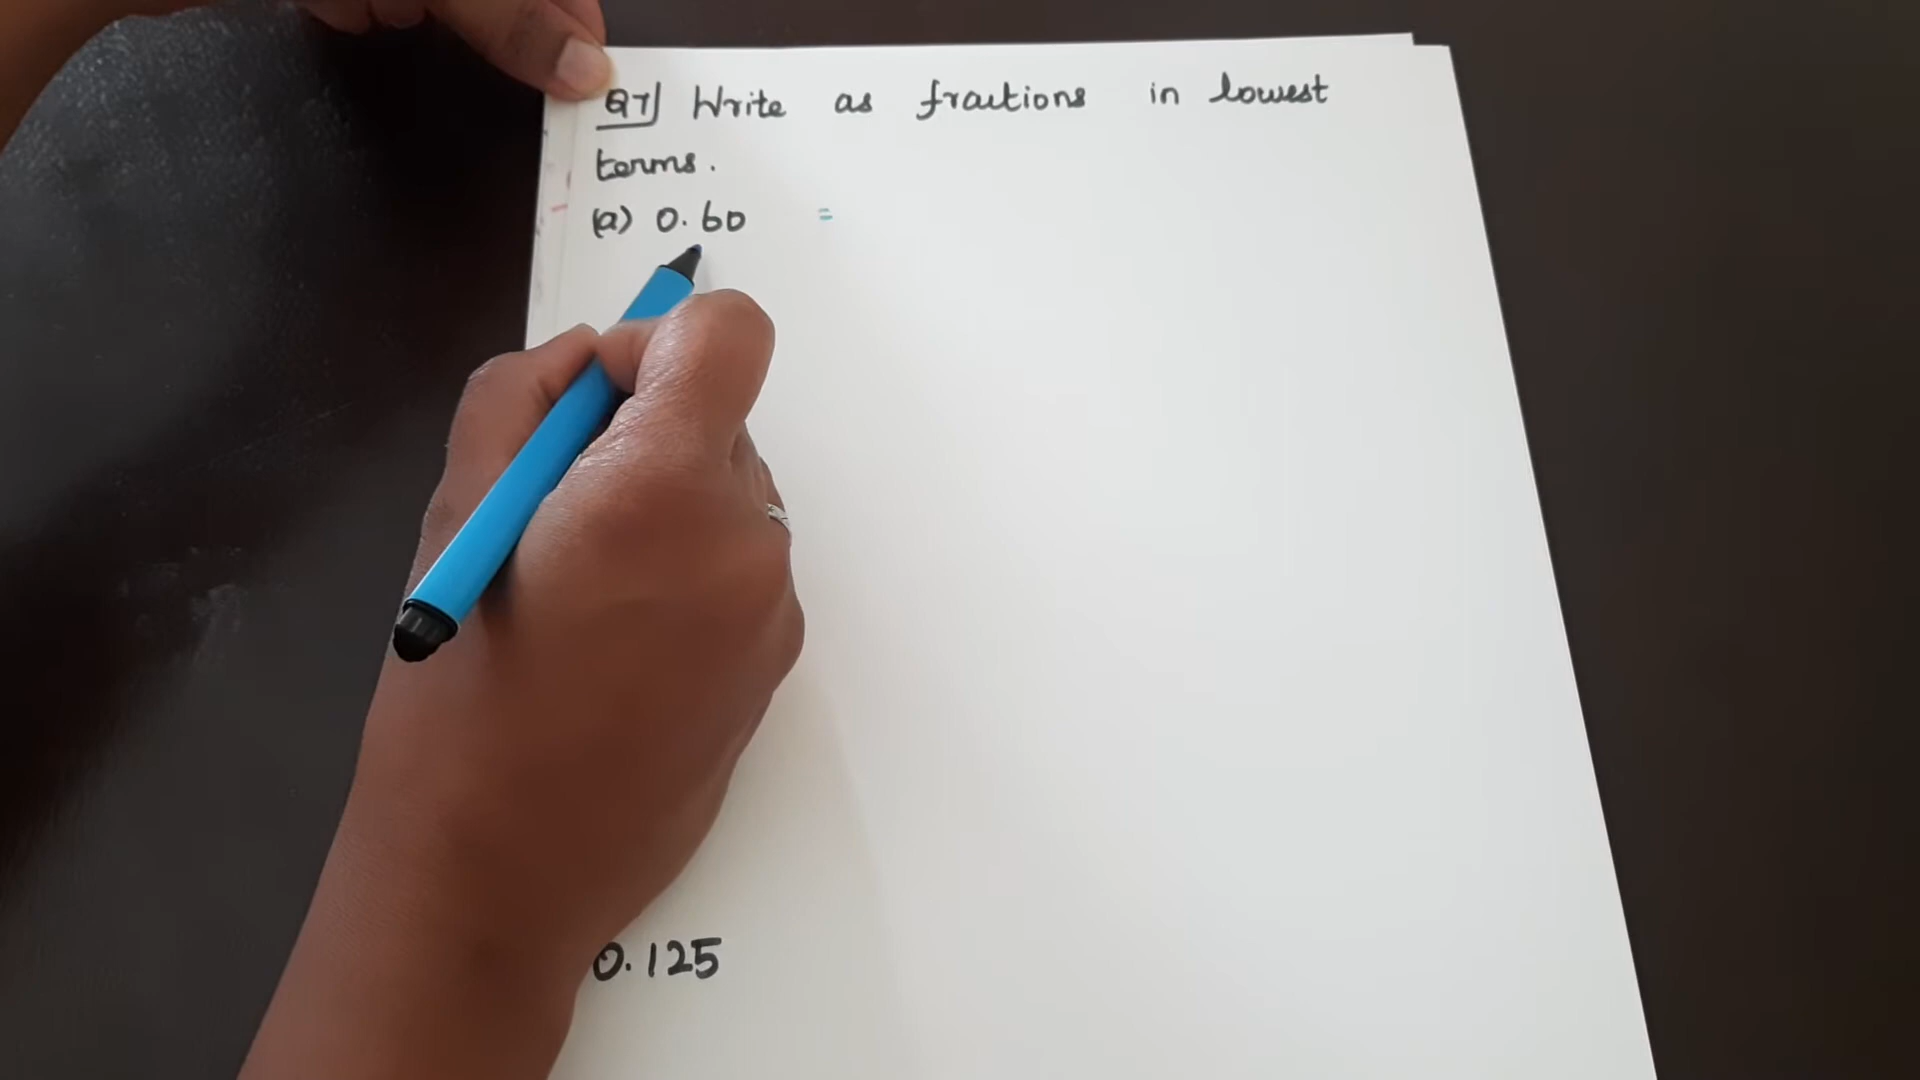 Q7] Write as fractions in lowest
terms.
(a) 0.60 =
0.125